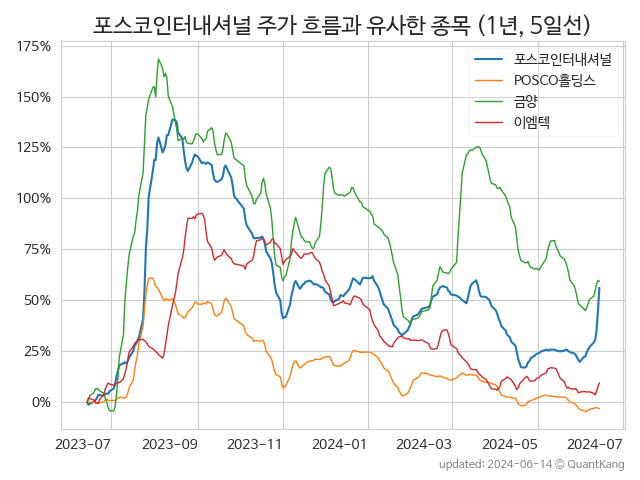 포스코인터내셔널 주가 흐름과 유사한 종목 (1년, 5일선)
175%
150%
125%
100%
75%
50%
25%
0%
포스코인터내셔널
POSCO홀딩스
금양
이엠텍
2023-07
2023-09
2023-11
2024-01
2024-03
2024-05
2024-07
updated: 2024-06-14 © QuantKang